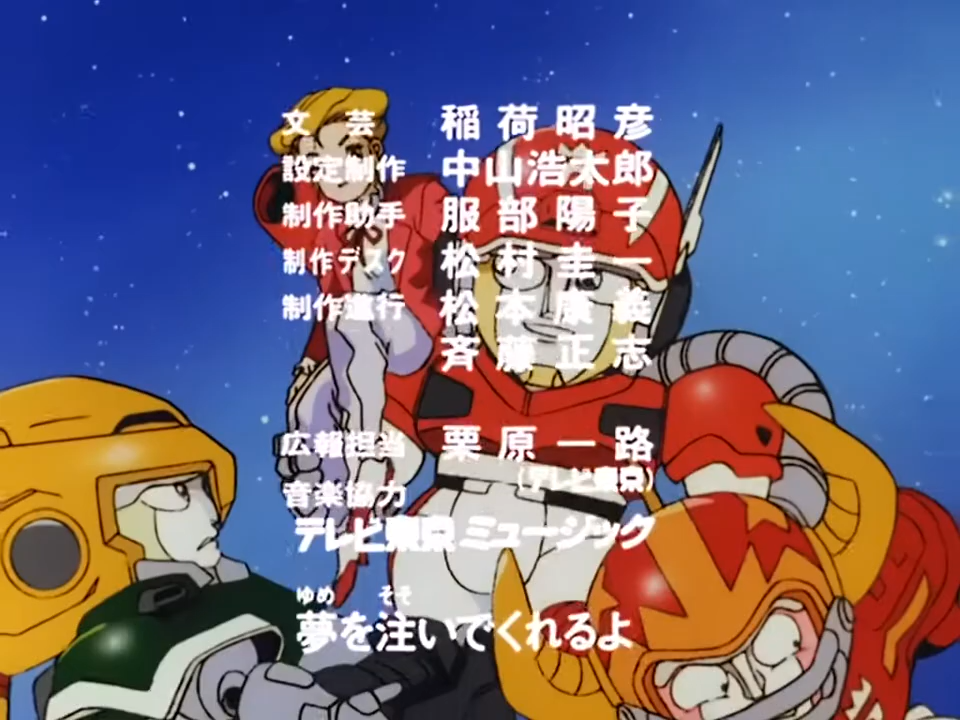 文芸 稲荷昭彦
設定制作 中山浩太郎
制作助手 服部陽子
制作デスク 松村圭一
制作進行 松本康義
斉藤正志
広報担当 栗原一路
(テレビ東京)
音楽協力
テレビ東京ミュージック
ゆめ そそ
夢を注いでくれるよ